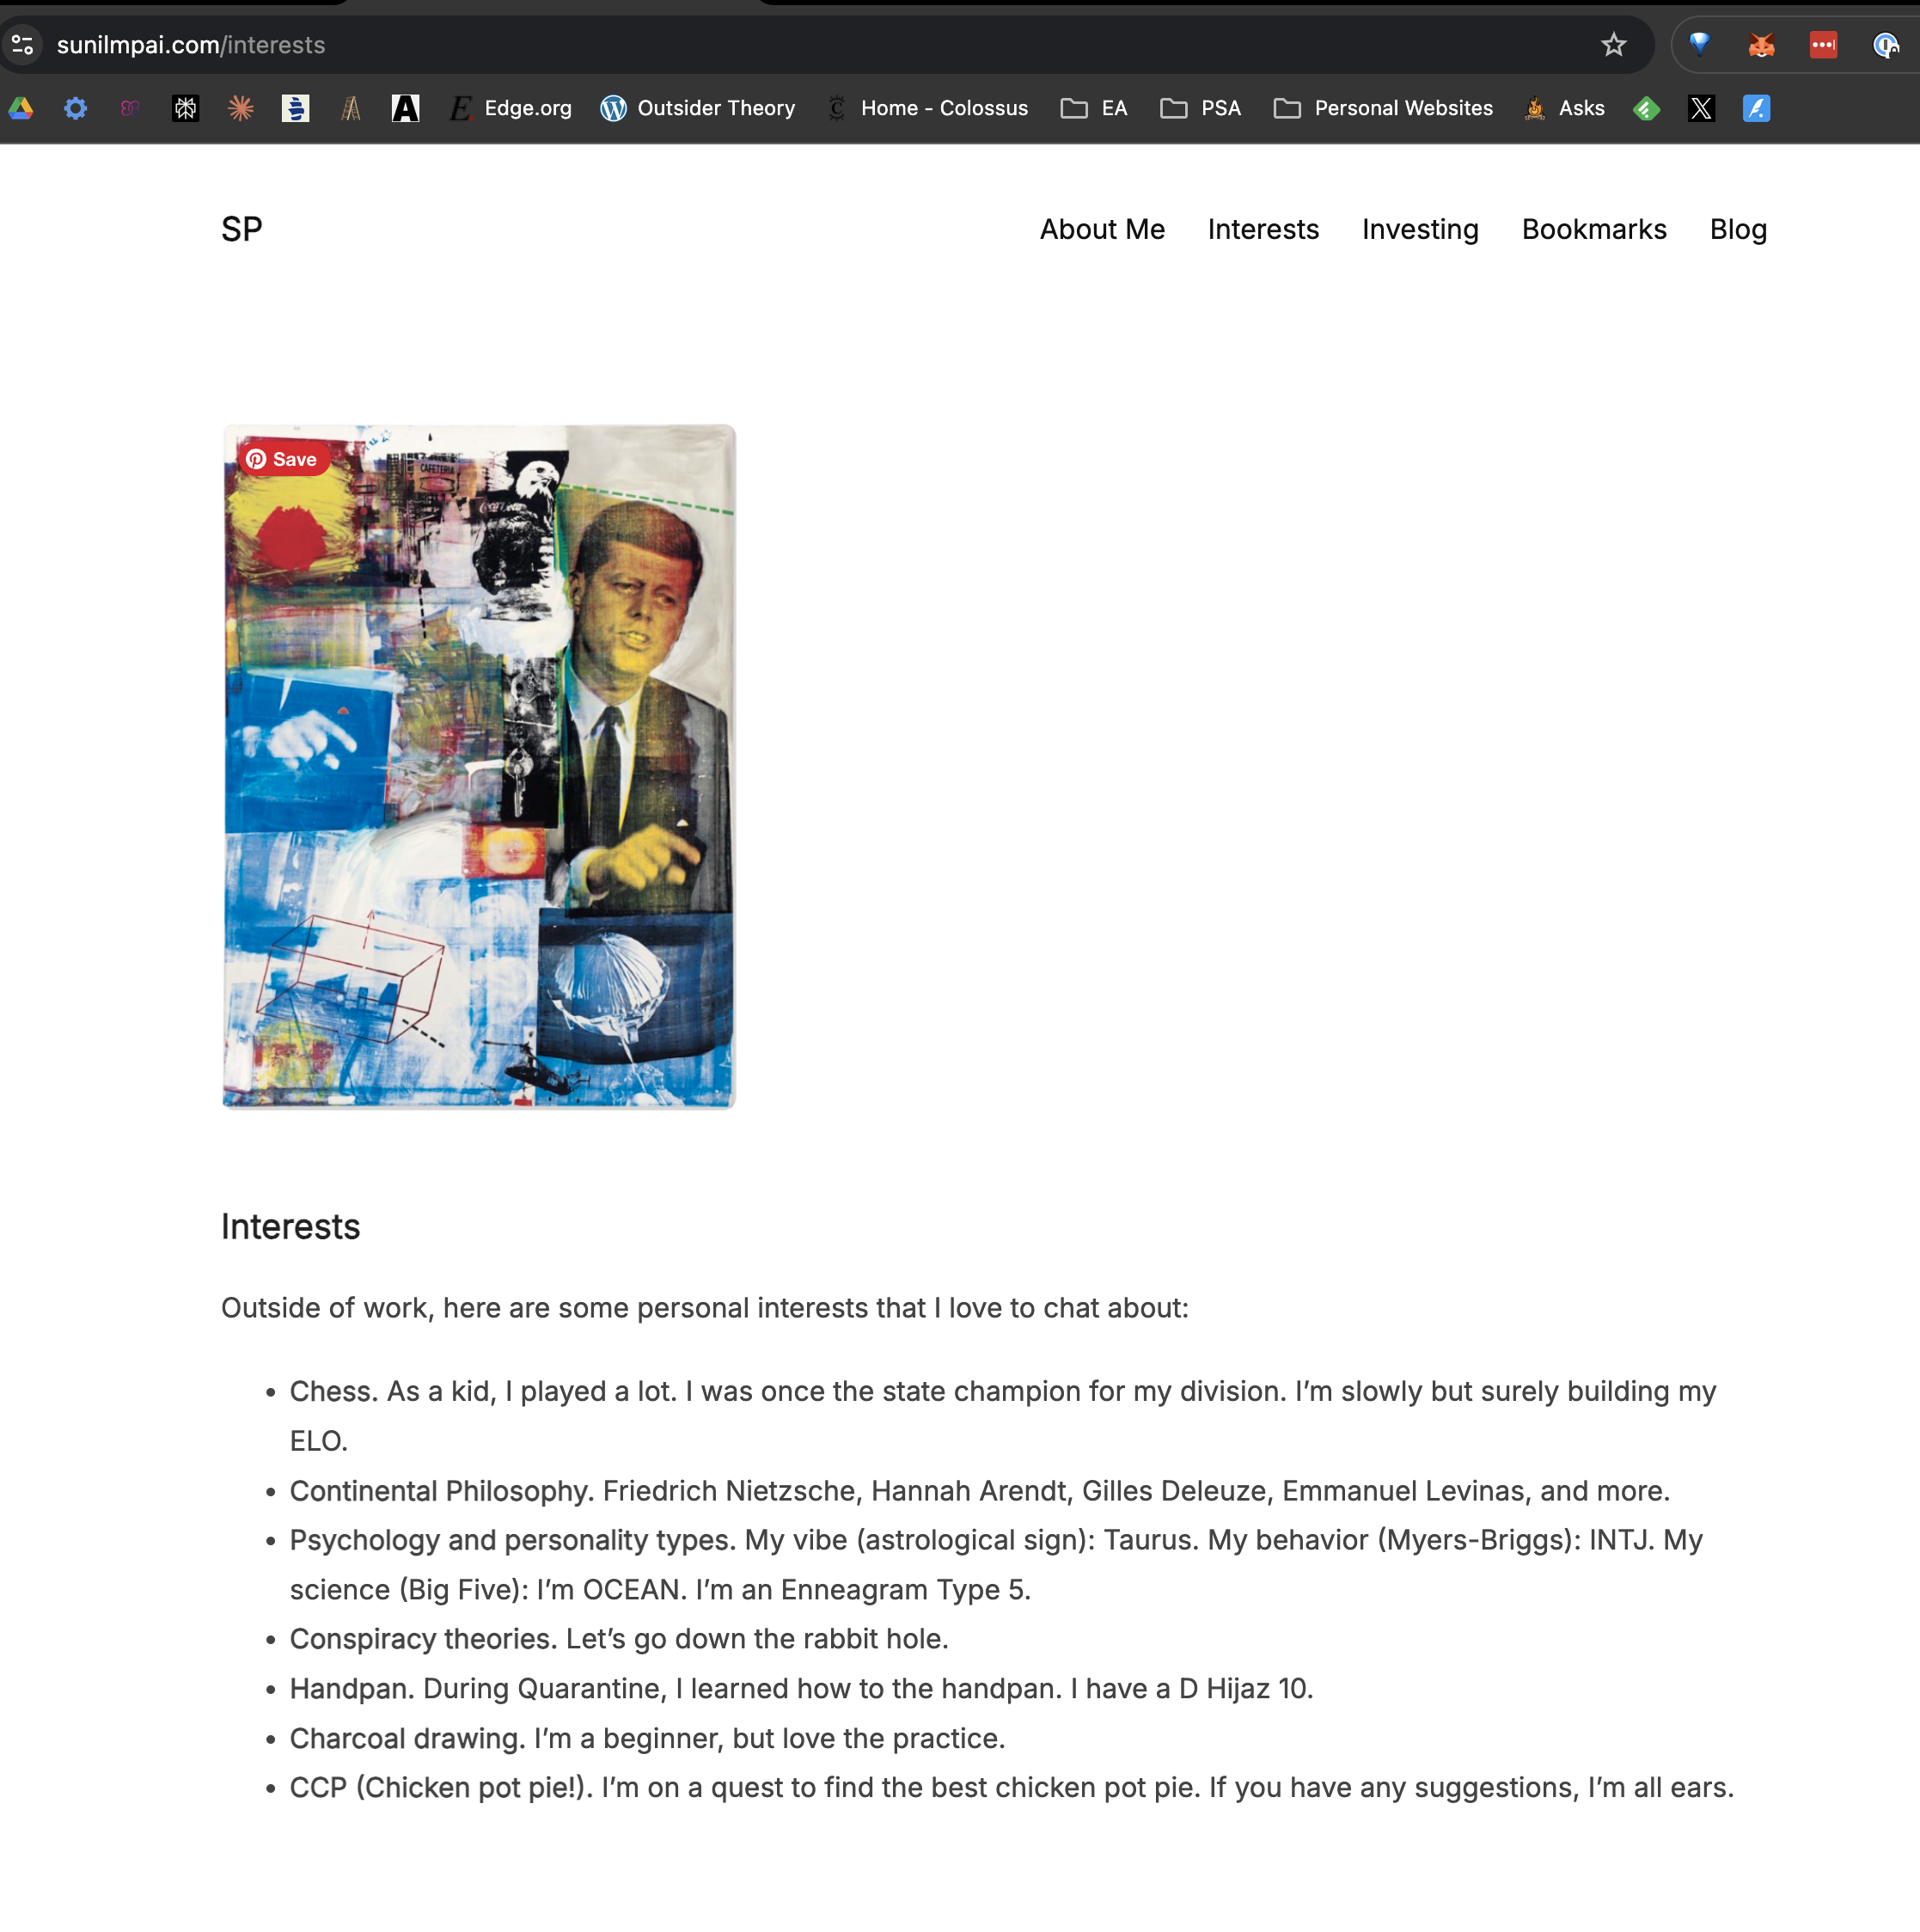 sunilmpai.com/interests
Edge.org Outsider Theory Home - Colossus EA PSA Personal Websites Asks
SP About Me Interests Investing Bookmarks Blog
Save
CAFETERIA
Interests
Outside of work, here are some personal interests that I love to chat about:
• Chess. As a kid, I played a lot. I was once the state champion for my division. I’m slowly but surely building my
ELO.
• Continental Philosophy. Friedrich Nietzsche, Hannah Arendt, Gilles Deleuze, Emmanuel Levinas, and more.
• Psychology and personality types. My vibe (astrological sign): Taurus. My behavior (Myers-Briggs): INTJ. My
science (Big Five): I’m OCEAN. I’m an Enneagram Type 5.
• Conspiracy theories. Let’s go down the rabbit hole.
• Handpan. During Quarantine, I learned how to the handpan. I have a D Hijaz 10.
• Charcoal drawing. I’m a beginner, but love the practice.
• CCP (Chicken pot pie!). I’m on a quest to find the best chicken pot pie. If you have any suggestions, I’m all ears.